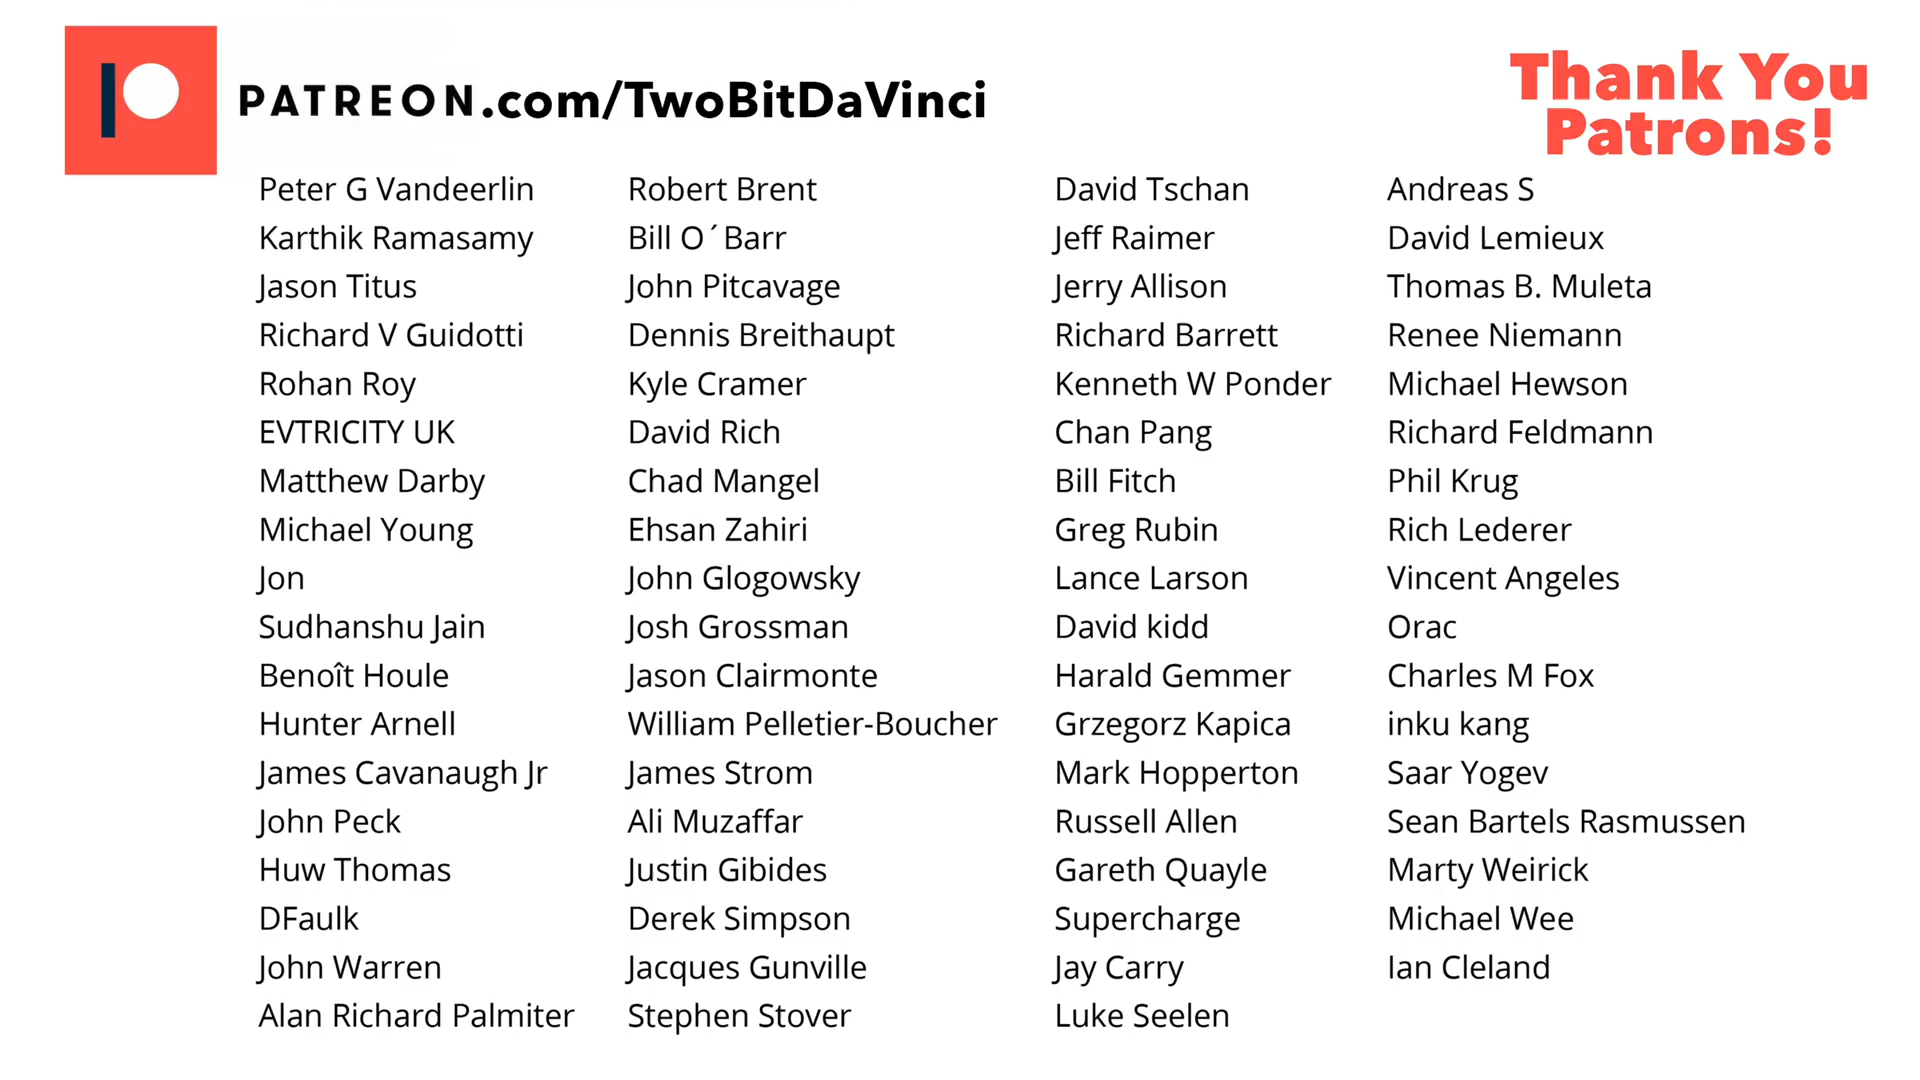 PATREON.com/TwoBitDaVinci
Thank You
Patrons!
Peter G Vandeerlin
Karthik Ramasamy
Jason Titus
Richard V Guidotti
Rohan Roy
EVTRICITY UK
Matthew Darby
Michael Young
Jon
Sudhanshu Jain
Benoît Houle
Hunter Arnell
James Cavanaugh Jr
John Peck
Huw Thomas
DFaulk
John Warren
Alan Richard Palmiter
Robert Brent
Bill O´Barr
John Pitcavage
Dennis Breithaupt
Kyle Cramer
David Rich
Chad Mangel
Ehsan Zahiri
John Glogowsky
Josh Grossman
Jason Clairmonte
William Pelletier-Boucher
James Strom
Ali Muzaffar
Justin Gibides
Derek Simpson
Jacques Gunville
Stephen Stover
David Tschan
Jeff Raimer
Jerry Allison
Richard Barrett
Kenneth W Ponder
Chan Pang
Bill Fitch
Greg Rubin
Lance Larson
David kidd
Harald Gemmer
Grzegorz Kapica
Mark Hopperton
Russell Allen
Gareth Quayle
Supercharge
Jay Carry
Luke Seelen
Andreas S
David Lemieux
Thomas B. Muleta
Renee Niemann
Michael Hewson
Richard Feldmann
Phil Krug
Rich Lederer
Vincent Angeles
Orac
Charles M Fox
inku kang
Saar Yogev
Sean Bartels Rasmussen
Marty Weirick
Michael Wee
Ian Cleland